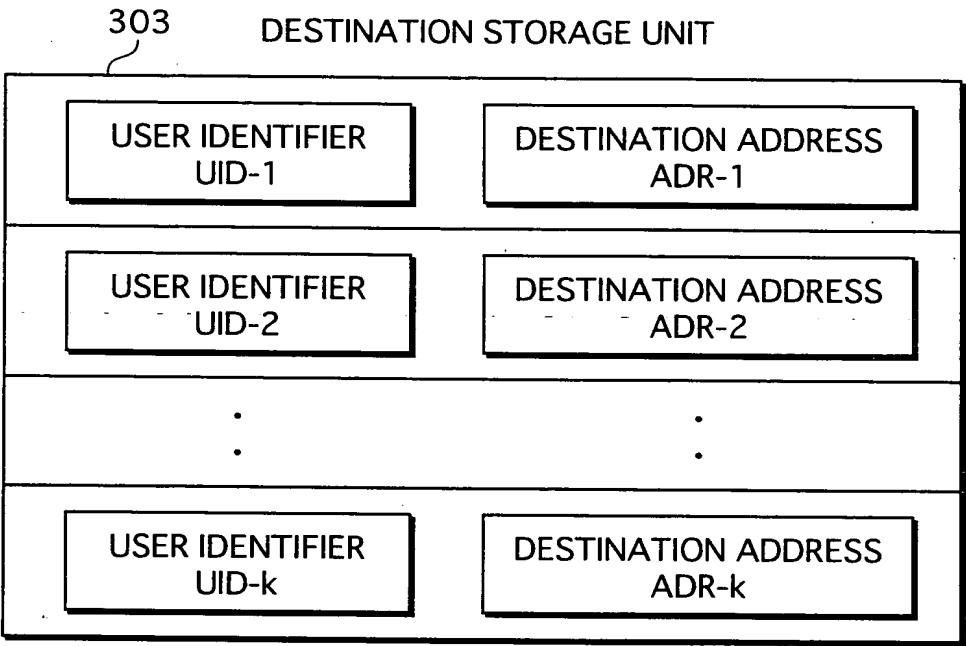 303
DESTINATION STORAGE UNIT
USER IDENTIFIER
UID-1
DESTINATION ADDRESS
ADR-1
USER IDENTIFIER
UID-2
DESTINATION ADDRESS
ADR-2
USER IDENTIFIER
UID-k
DESTINATION ADDRESS
ADR-k